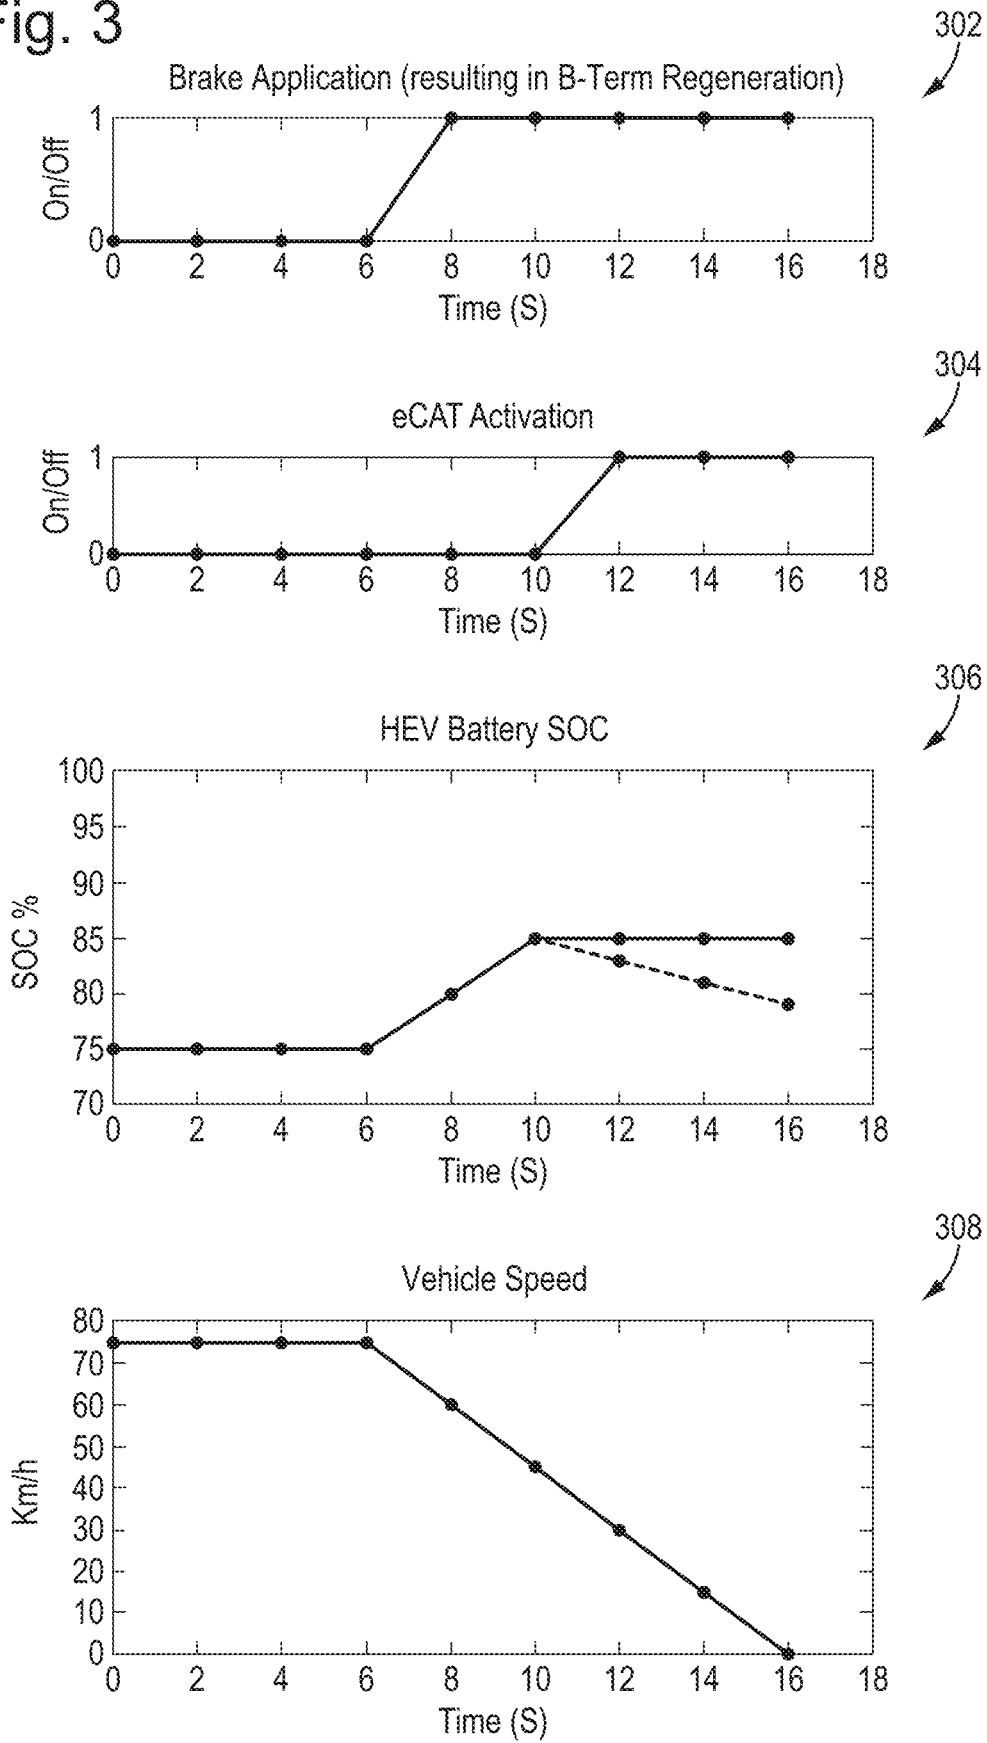 Fig. 3
302
Brake Application (resulting in B-Term Regeneration)
On/Off
1
0
0 2 4 6 8 10 12 14 16 18
Time (S)
304
eCAT Activation
On/Off
1
0
0 2 4 6 8 10 12 14 16 18
Time (S)
306
HEV Battery SOC
SOC %
100
95
90
85
80
75
70
0 2 4 6 8 10 12 14 16 18
Time (S)
308
Vehicle Speed
Km/h
80
70
60
50
40
30
20
10
0
0 2 4 6 8 10 12 14 16 18
Time (S)